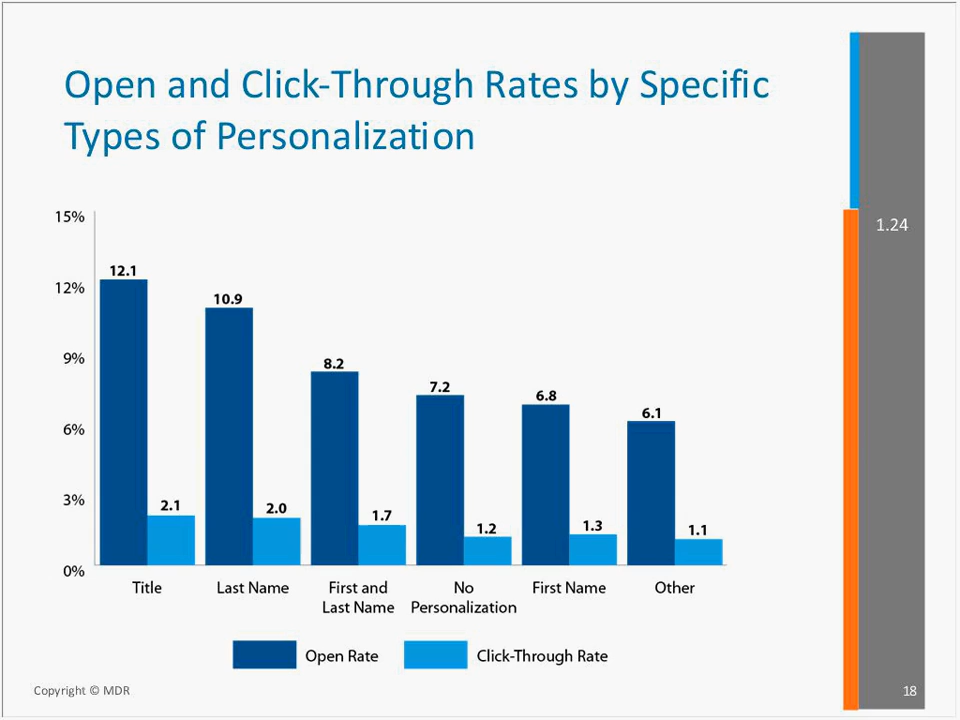 Open and Click-Through Rates by Specific
Types of Personalization
1.24
15%
12%
9%
6%
3%
0%
12.1
2.1
10.9
2.0
8.2
1.7
7.2
1.2
6.8
1.3
6.1
1.1
Title
Last Name
First and
Last Name
No
Personalization
First Name
Other
Open Rate
Click-Through Rate
Copyright © MDR
18